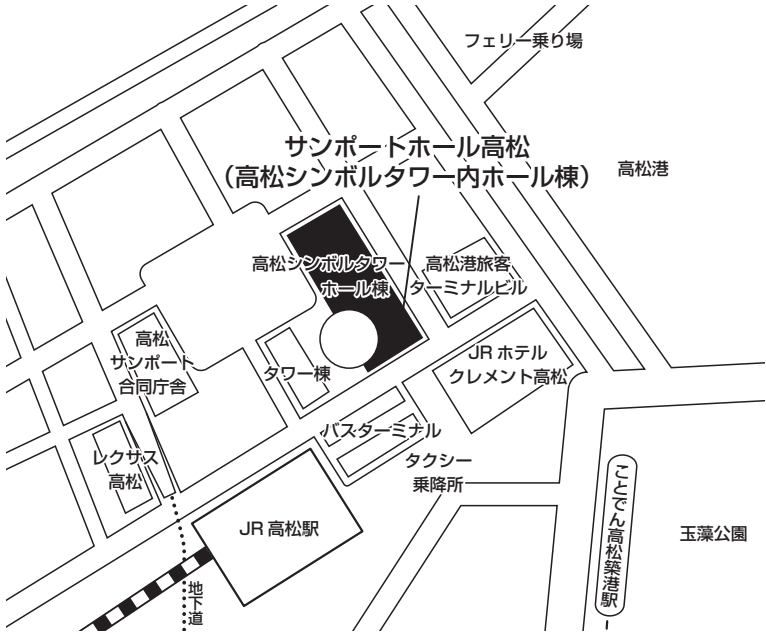 フェリー乗り場
サンポートホール高松
（高松シンボルタワー内ホール棟）
高松港
高松シンボルタワー
ホール棟
高松港旅客
ターミナルビル
高松
サンポート
合同庁舎
タワー棟
JRホテル
クレメント高松
バスターミナル
レクサス
高松
タクシー
乗降所
JR高松駅
ことでん高松築港駅
玉藻公園
地下道